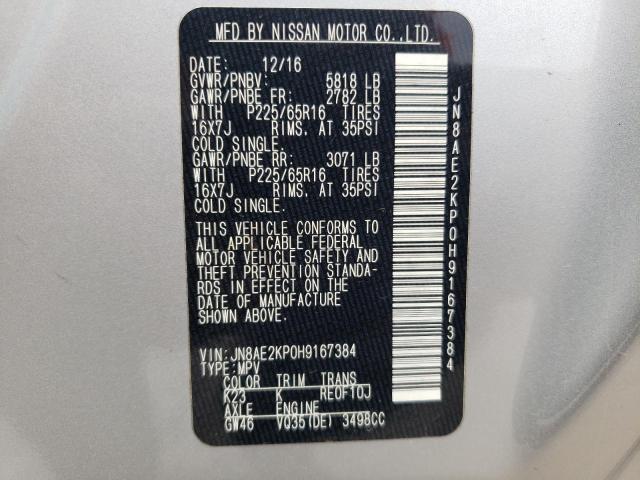 MFD BY NISSAN MOTOR CO.,LTD.
DATE: 12/16
GVWR/PNBV: 5818 LB
GAWR/PNBE FR: 2782 LB
WITH P225/65R16 TIRES
16X7J RIMS. AT 35PSI
COLD SINGLE.
GAWR/PNBE RR: 3071 LB
WITH P225/65R16 TIRES
16X7J RIMS. AT 35PSI
COLD SINGLE.
THIS VEHICLE CONFORMS TO
ALL APPLICABLE FEDERAL
MOTOR VEHICLE SAFETY AND
THEFT PREVENTION STANDA-
RDS IN EFFECT ON THE
DATE OF MANUFACTURE
SHOWN ABOVE.
VIN: JN8AE2KP0H9167384
TYPE: MPV
COLOR TRIM TRANS
K23 K RE0F10J
AXLE ENGINE
GW46 VQ35(DE) 3498CC
JN8AE2KP0H9167384